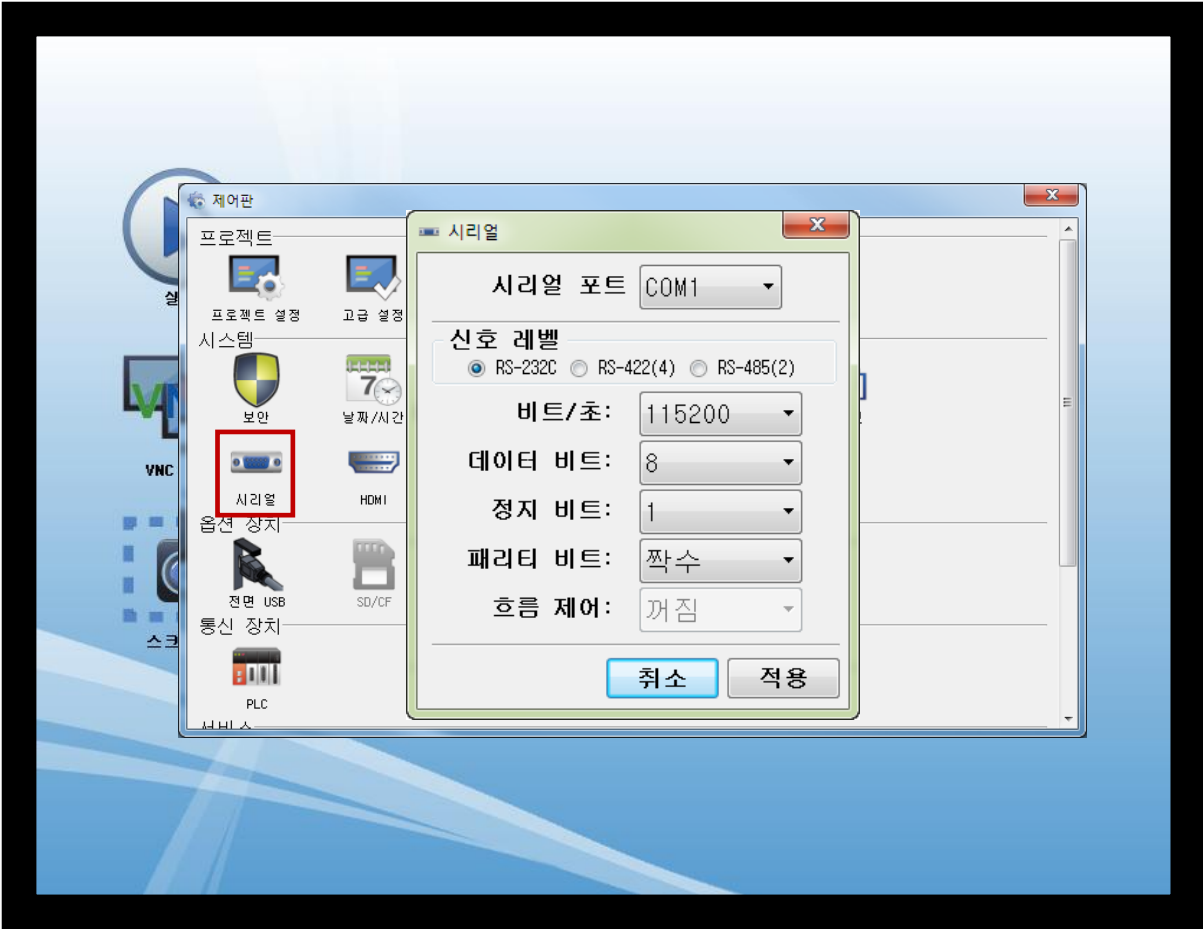 제어판
프로젝트
프로젝트 설정
고급 설정
시스템
보안
날짜/시간
시리얼
HDMI
옵션 장치
전면 USB
SD/CF
통신 장치
PLC
서비스
VNC
시리얼
시리얼 포트 COM1
신호 레벨
RS-232C RS-422(4) RS-485(2)
비트/초: 115200
데이터 비트: 8
정지 비트: 1
패리티 비트: 짝수
흐름 제어: 꺼짐
취소 적용